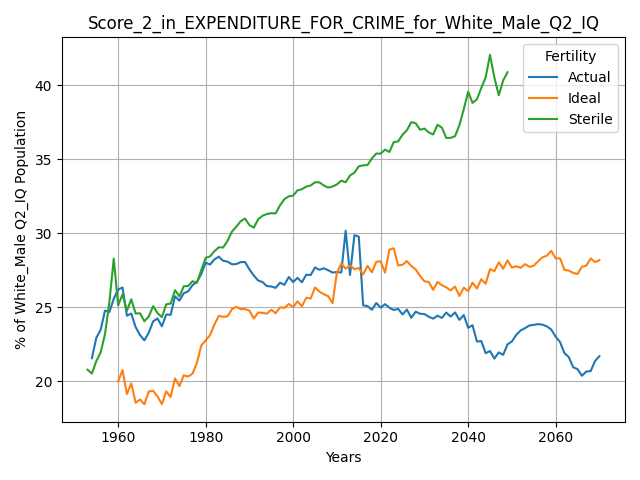 Score_2_in_EXPENDITURE_FOR_CRIME_for_White_Male_Q2_IQ
Fertility
Actual
Ideal
Sterile
% of White_Male Q2_IQ Population
40
35
30
25
20
1960
1980
2000
2020
2040
2060
Years